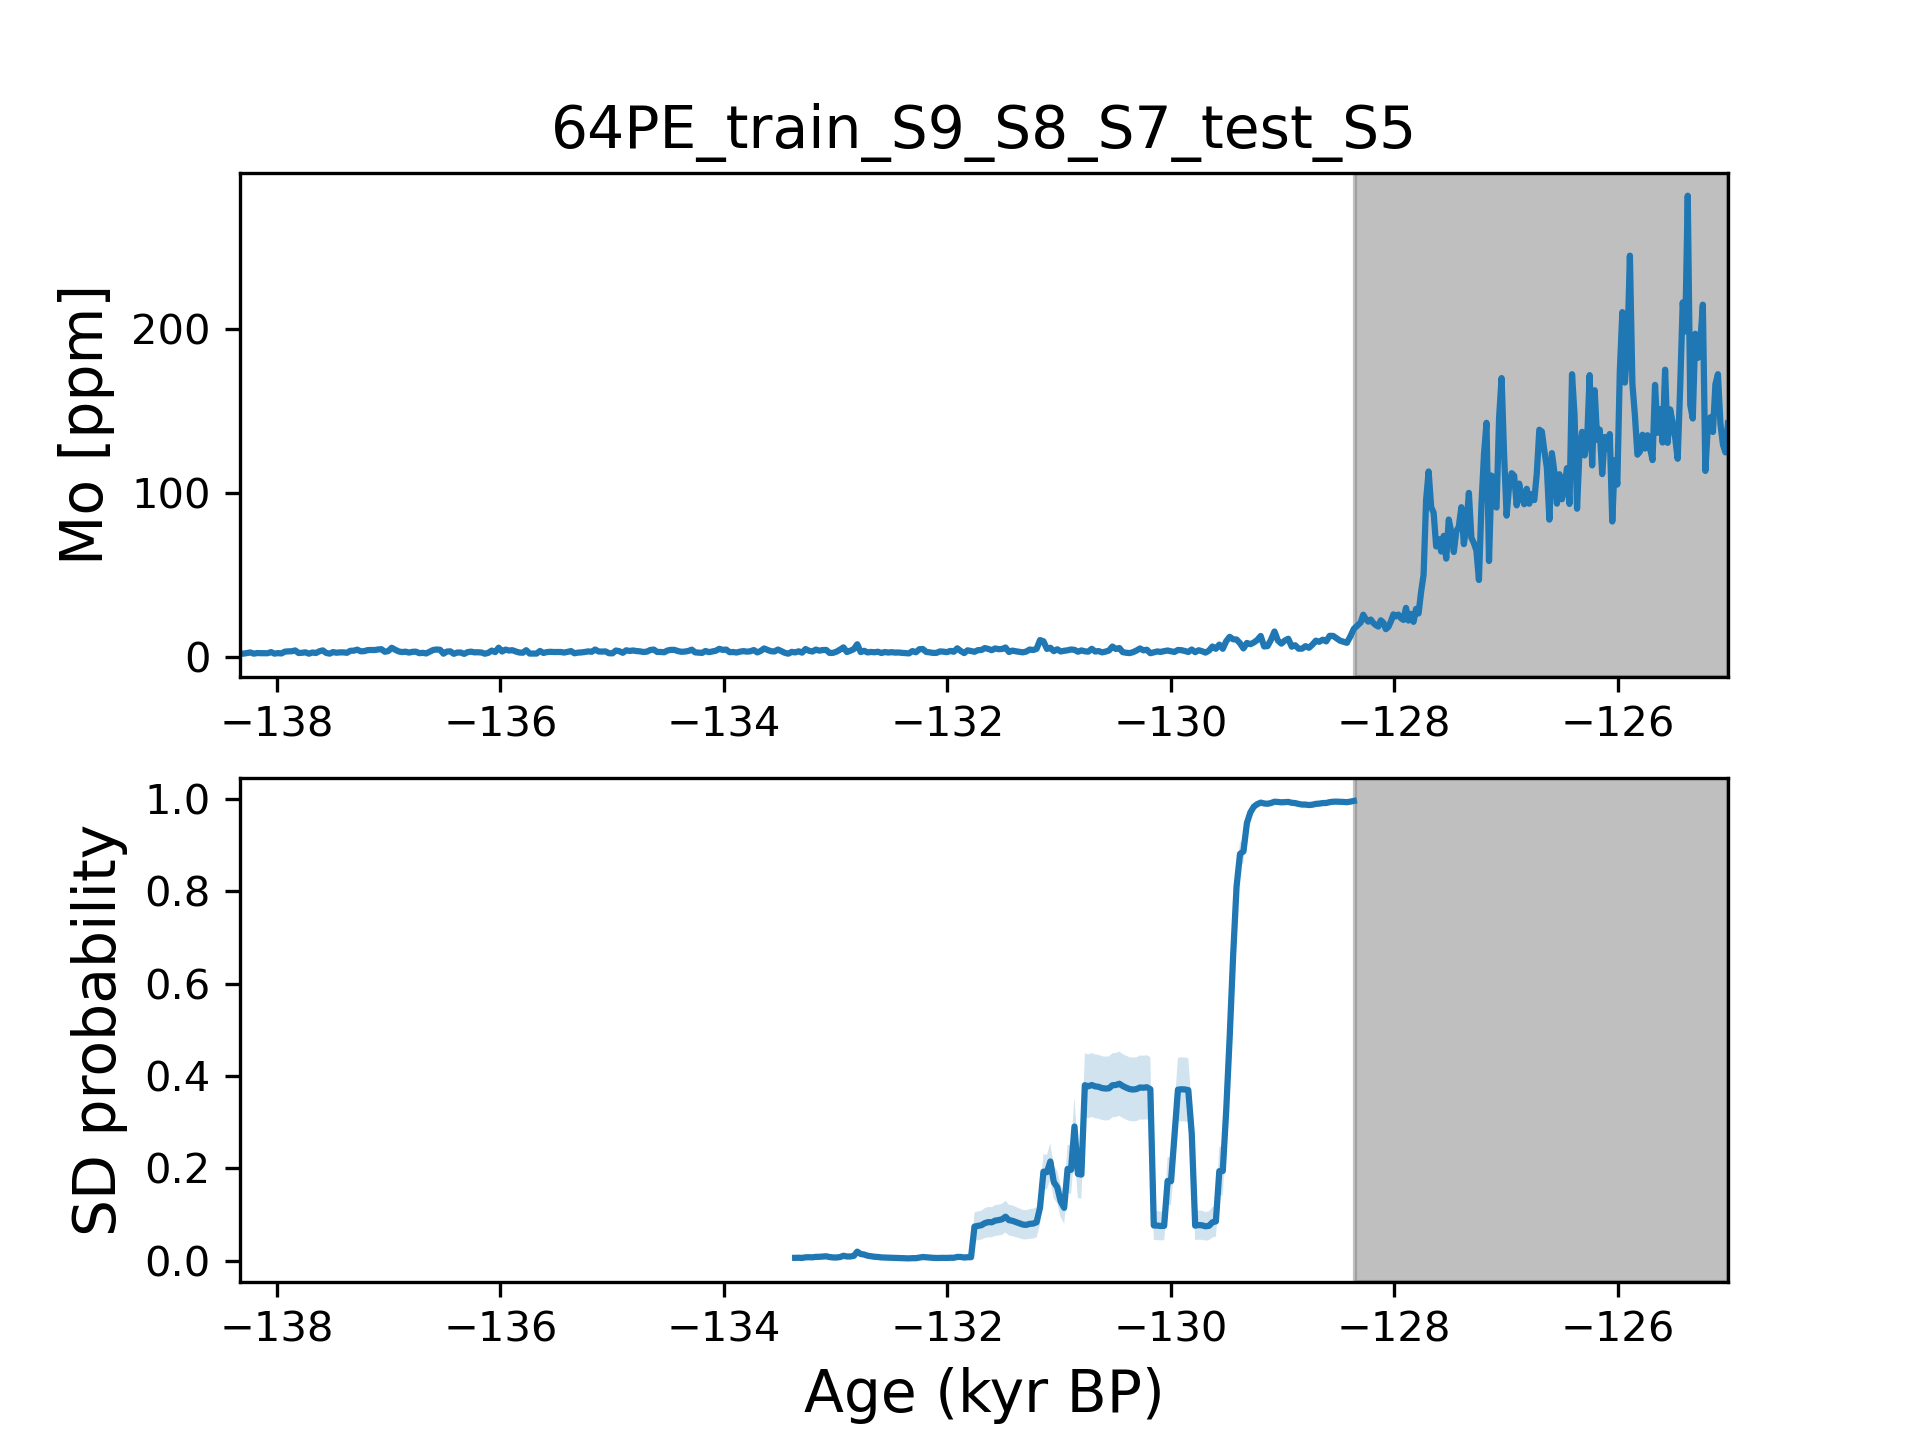 64PE_train_S9_S8_S7_test_S5
Mo [ppm]
200
100
0
−138 −136 −134 −132 −130 −128 −126
SD probability
1.0
0.8
0.6
0.4
0.2
0.0
−138 −136 −134 −132 −130 −128 −126
Age (kyr BP)